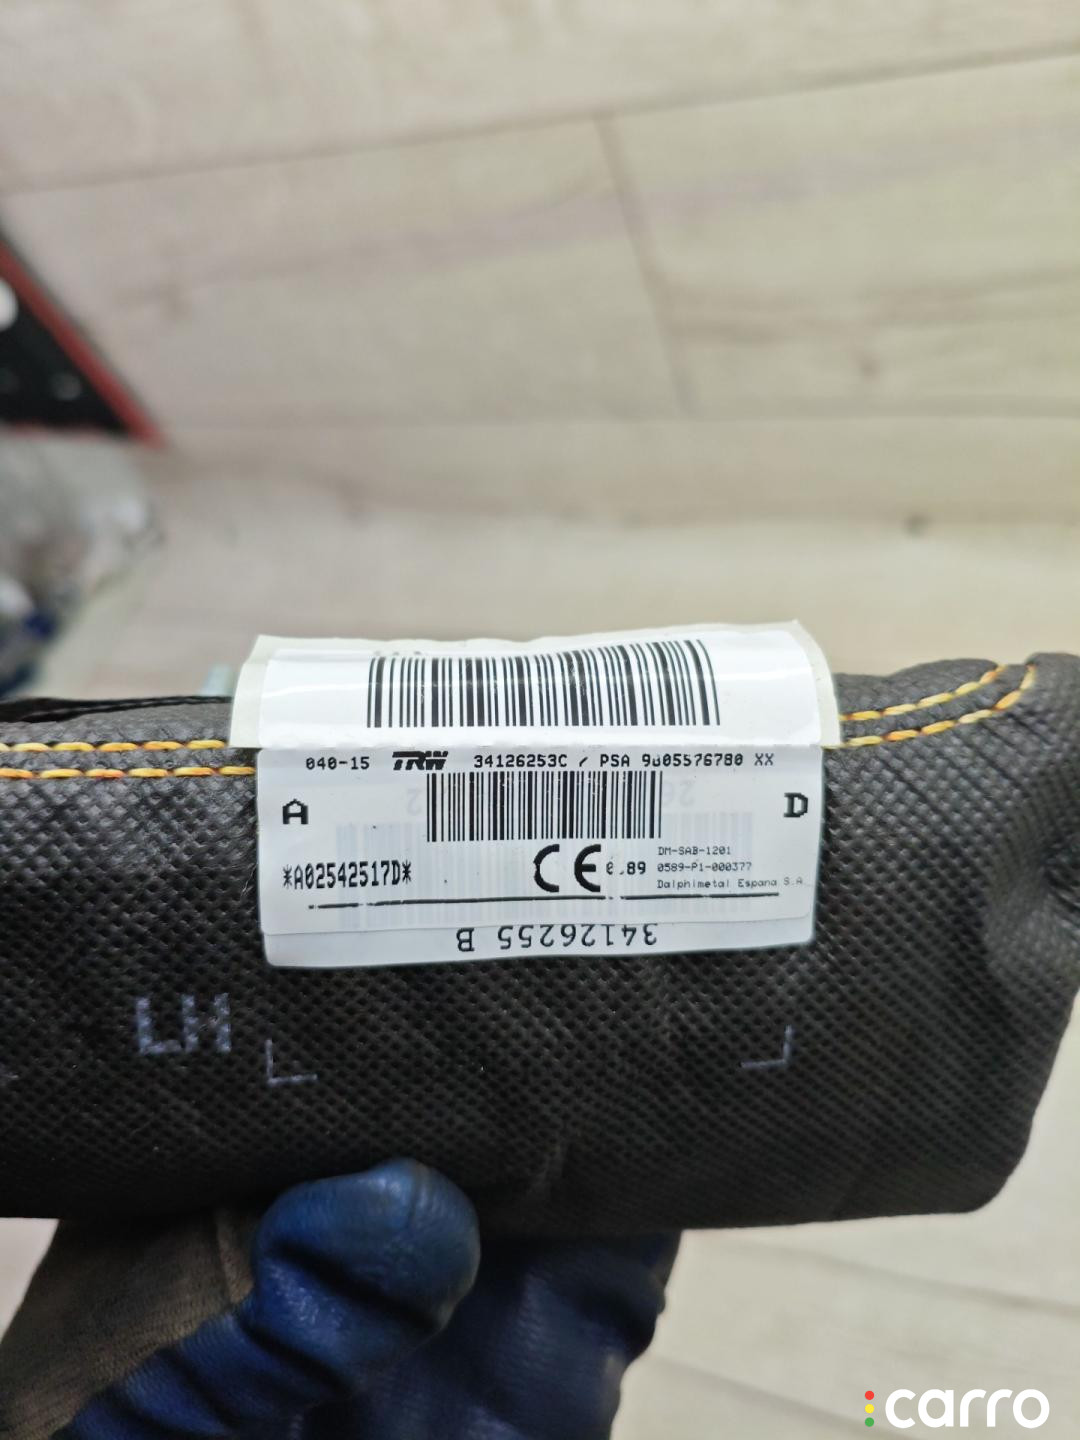 040-15 TRW 34126253C / PSA 9805576780 XX
A D
*A02542517D*
DM-SAB-1201
0589 0589-P1-000377
Dalphimetal Espana S.A.
34126255 B
LH
carro